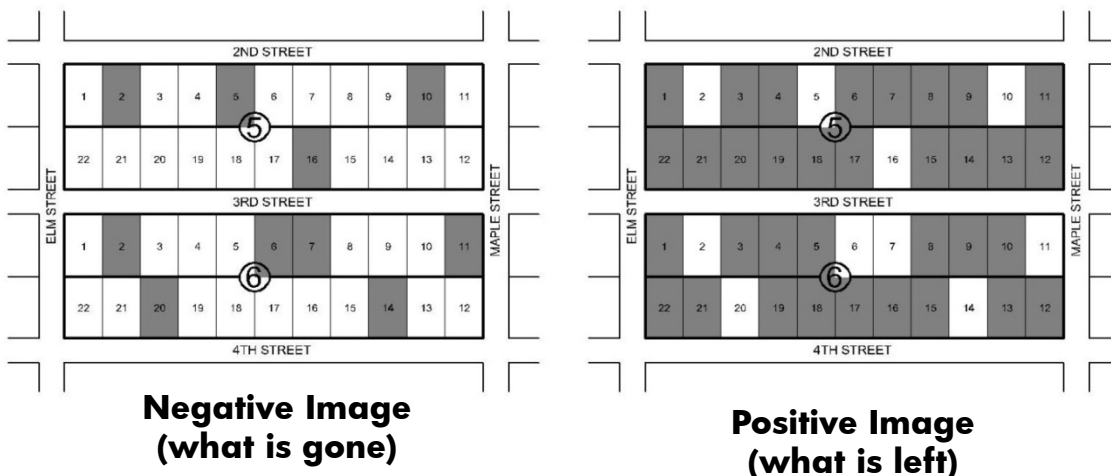 2ND STREET
1 2 3 4 5 6 7 8 9 10 11
5
22 21 20 19 18 17 16 15 14 13 12
3RD STREET
ELM STREET
MAPLE STREET
1 2 3 4 5 6 7 8 9 10 11
6
22 21 20 19 18 17 16 15 14 13 12
4TH STREET
Negative Image
(what is gone)
2ND STREET
1 2 3 4 5 6 7 8 9 10 11
5
22 21 20 19 18 17 16 15 14 13 12
3RD STREET
ELM STREET
MAPLE STREET
1 2 3 4 5 6 7 8 9 10 11
6
22 21 20 19 18 17 16 15 14 13 12
4TH STREET
Positive Image
(what is left)